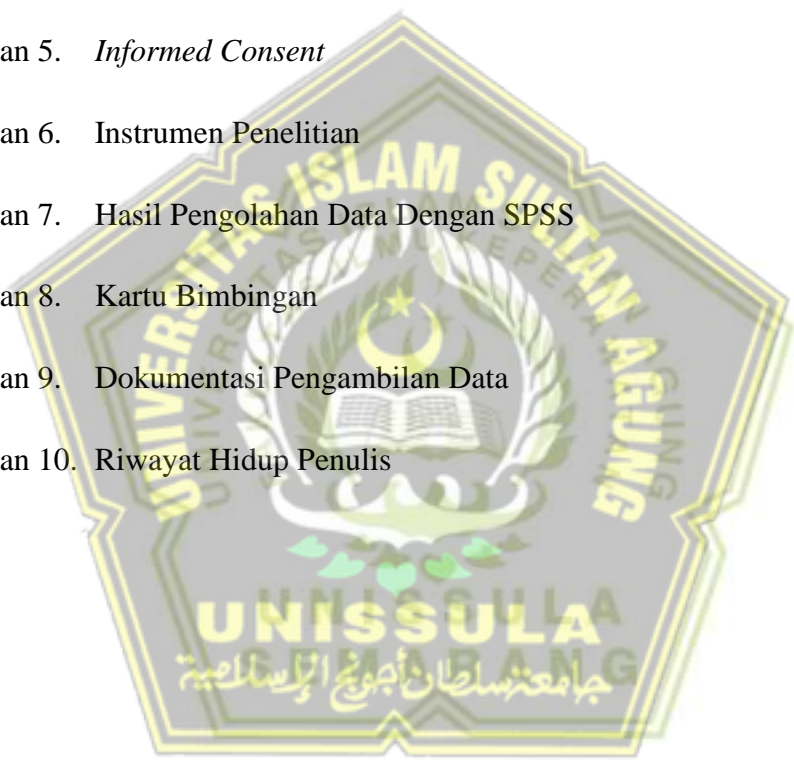 an 5. Informed Consent
an 6. Instrumen Penelitian
an 7. Hasil Pengolahan Data Dengan SPSS
an 8. Kartu Bimbingan
an 9. Dokumentasi Pengambilan Data
an 10. Riwayat Hidup Penulis
UNIVERSITAS ISLAM SULTAN AGUNG
UNISSULA
SEMARANG
جامعة سلطان أجونج الإسلامية